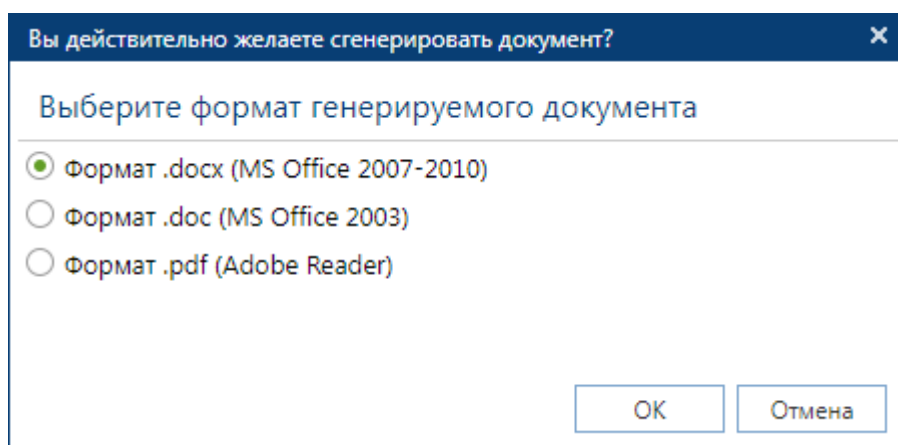 Вы действительно желаете сгенерировать документ?
Выберите формат генерируемого документа
Формат .docx (MS Office 2007-2010)
Формат .doc (MS Office 2003)
Формат .pdf (Adobe Reader)
ОК Отмена